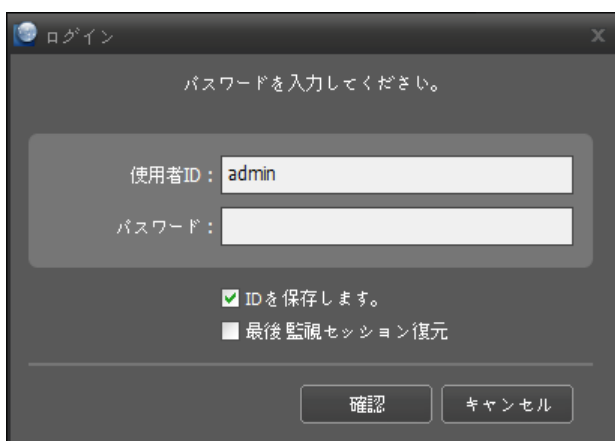 ログイン
パスワードを入力してください。
使用者ID : admin
パスワード :
IDを保存します。
最後監視セッション復元
確認 キャンセル